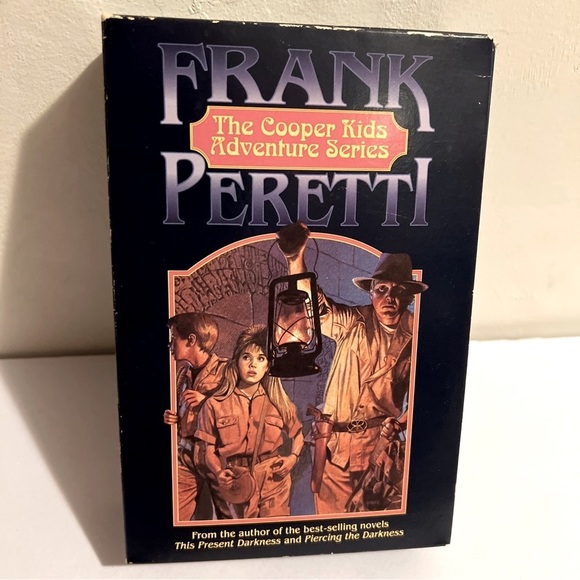 FRANK
The Cooper Kids
Adventure Series
PERETTI
From the author of the best-selling novels
This Present Darkness and Piercing the Darkness